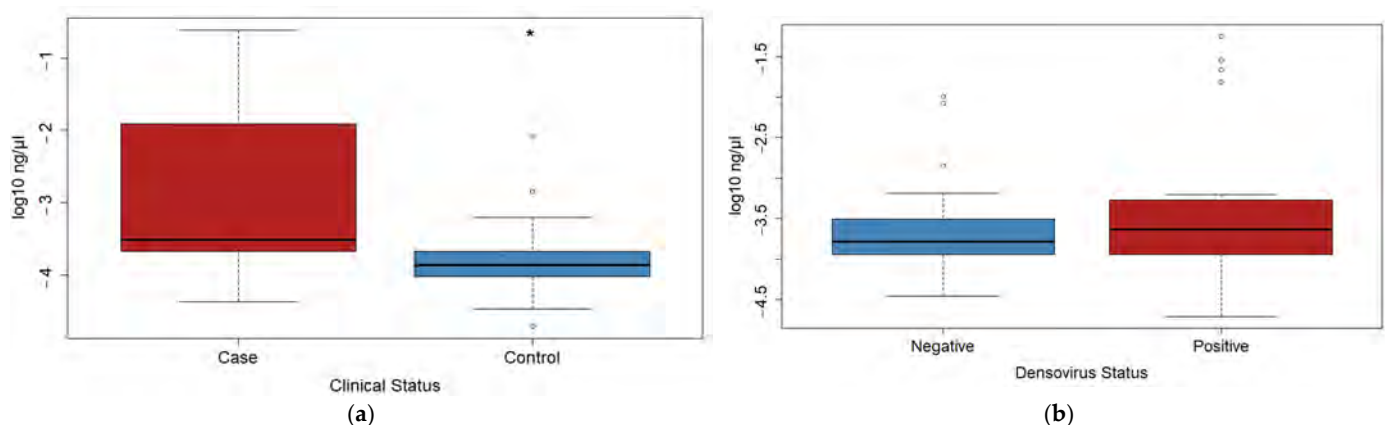 log10 ng/µl
−1
−2
−3
−4
*
Case
Control
Clinical Status
(a)
log10 ng/µl
−1.5
−2.5
−3.5
−4.5
Negative
Positive
Densovirus Status
(b)